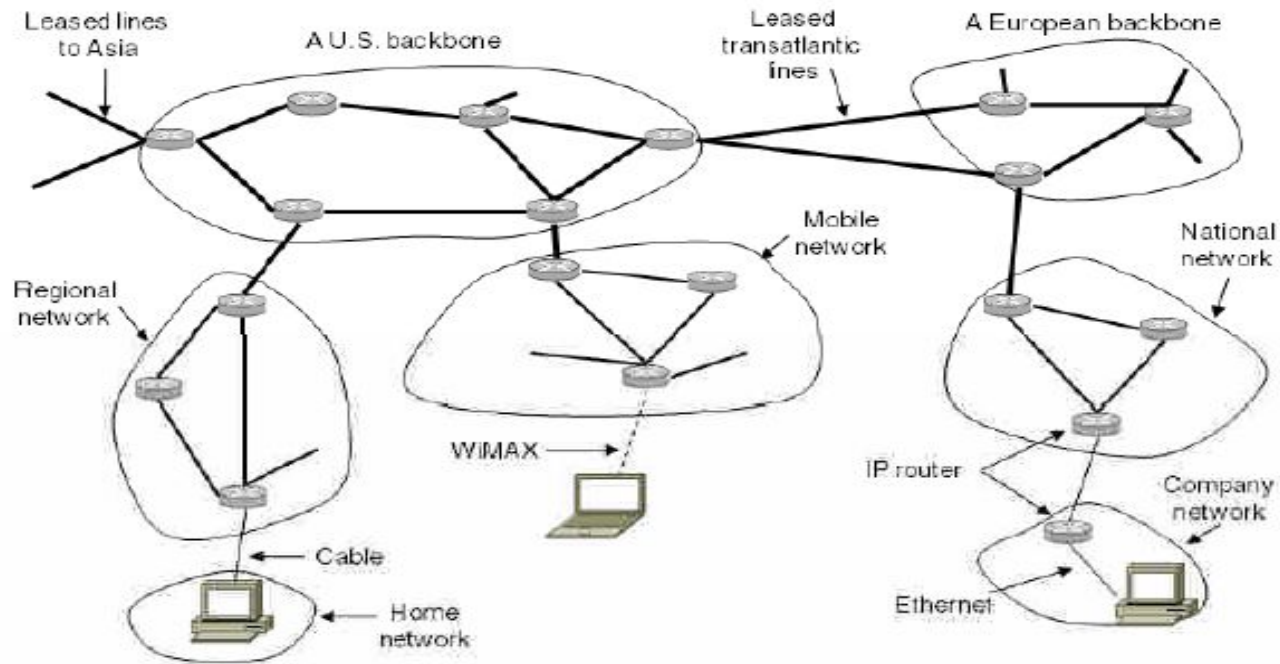 Leased lines
to Asia
A U.S. backbone
Leased
transatlantic
lines
A European backbone
Mobile
network
National
network
Regional
network
WiMAX
IP router
Company
network
Cable
Ethernet
Home
network